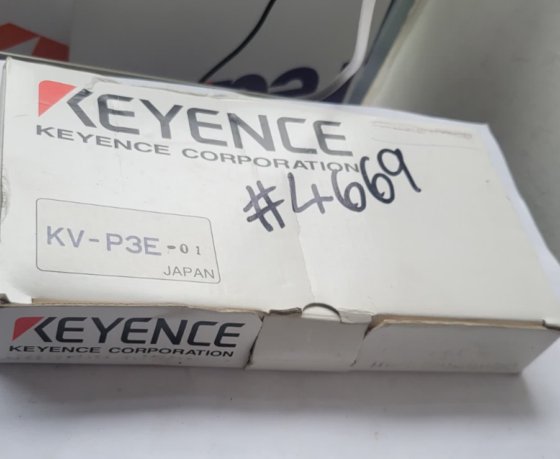 KEYENCE
KEYENCE CORPORATION
#4669
KV-P3E-01
JAPAN
KEYENCE
KEYENCE CORPORATION